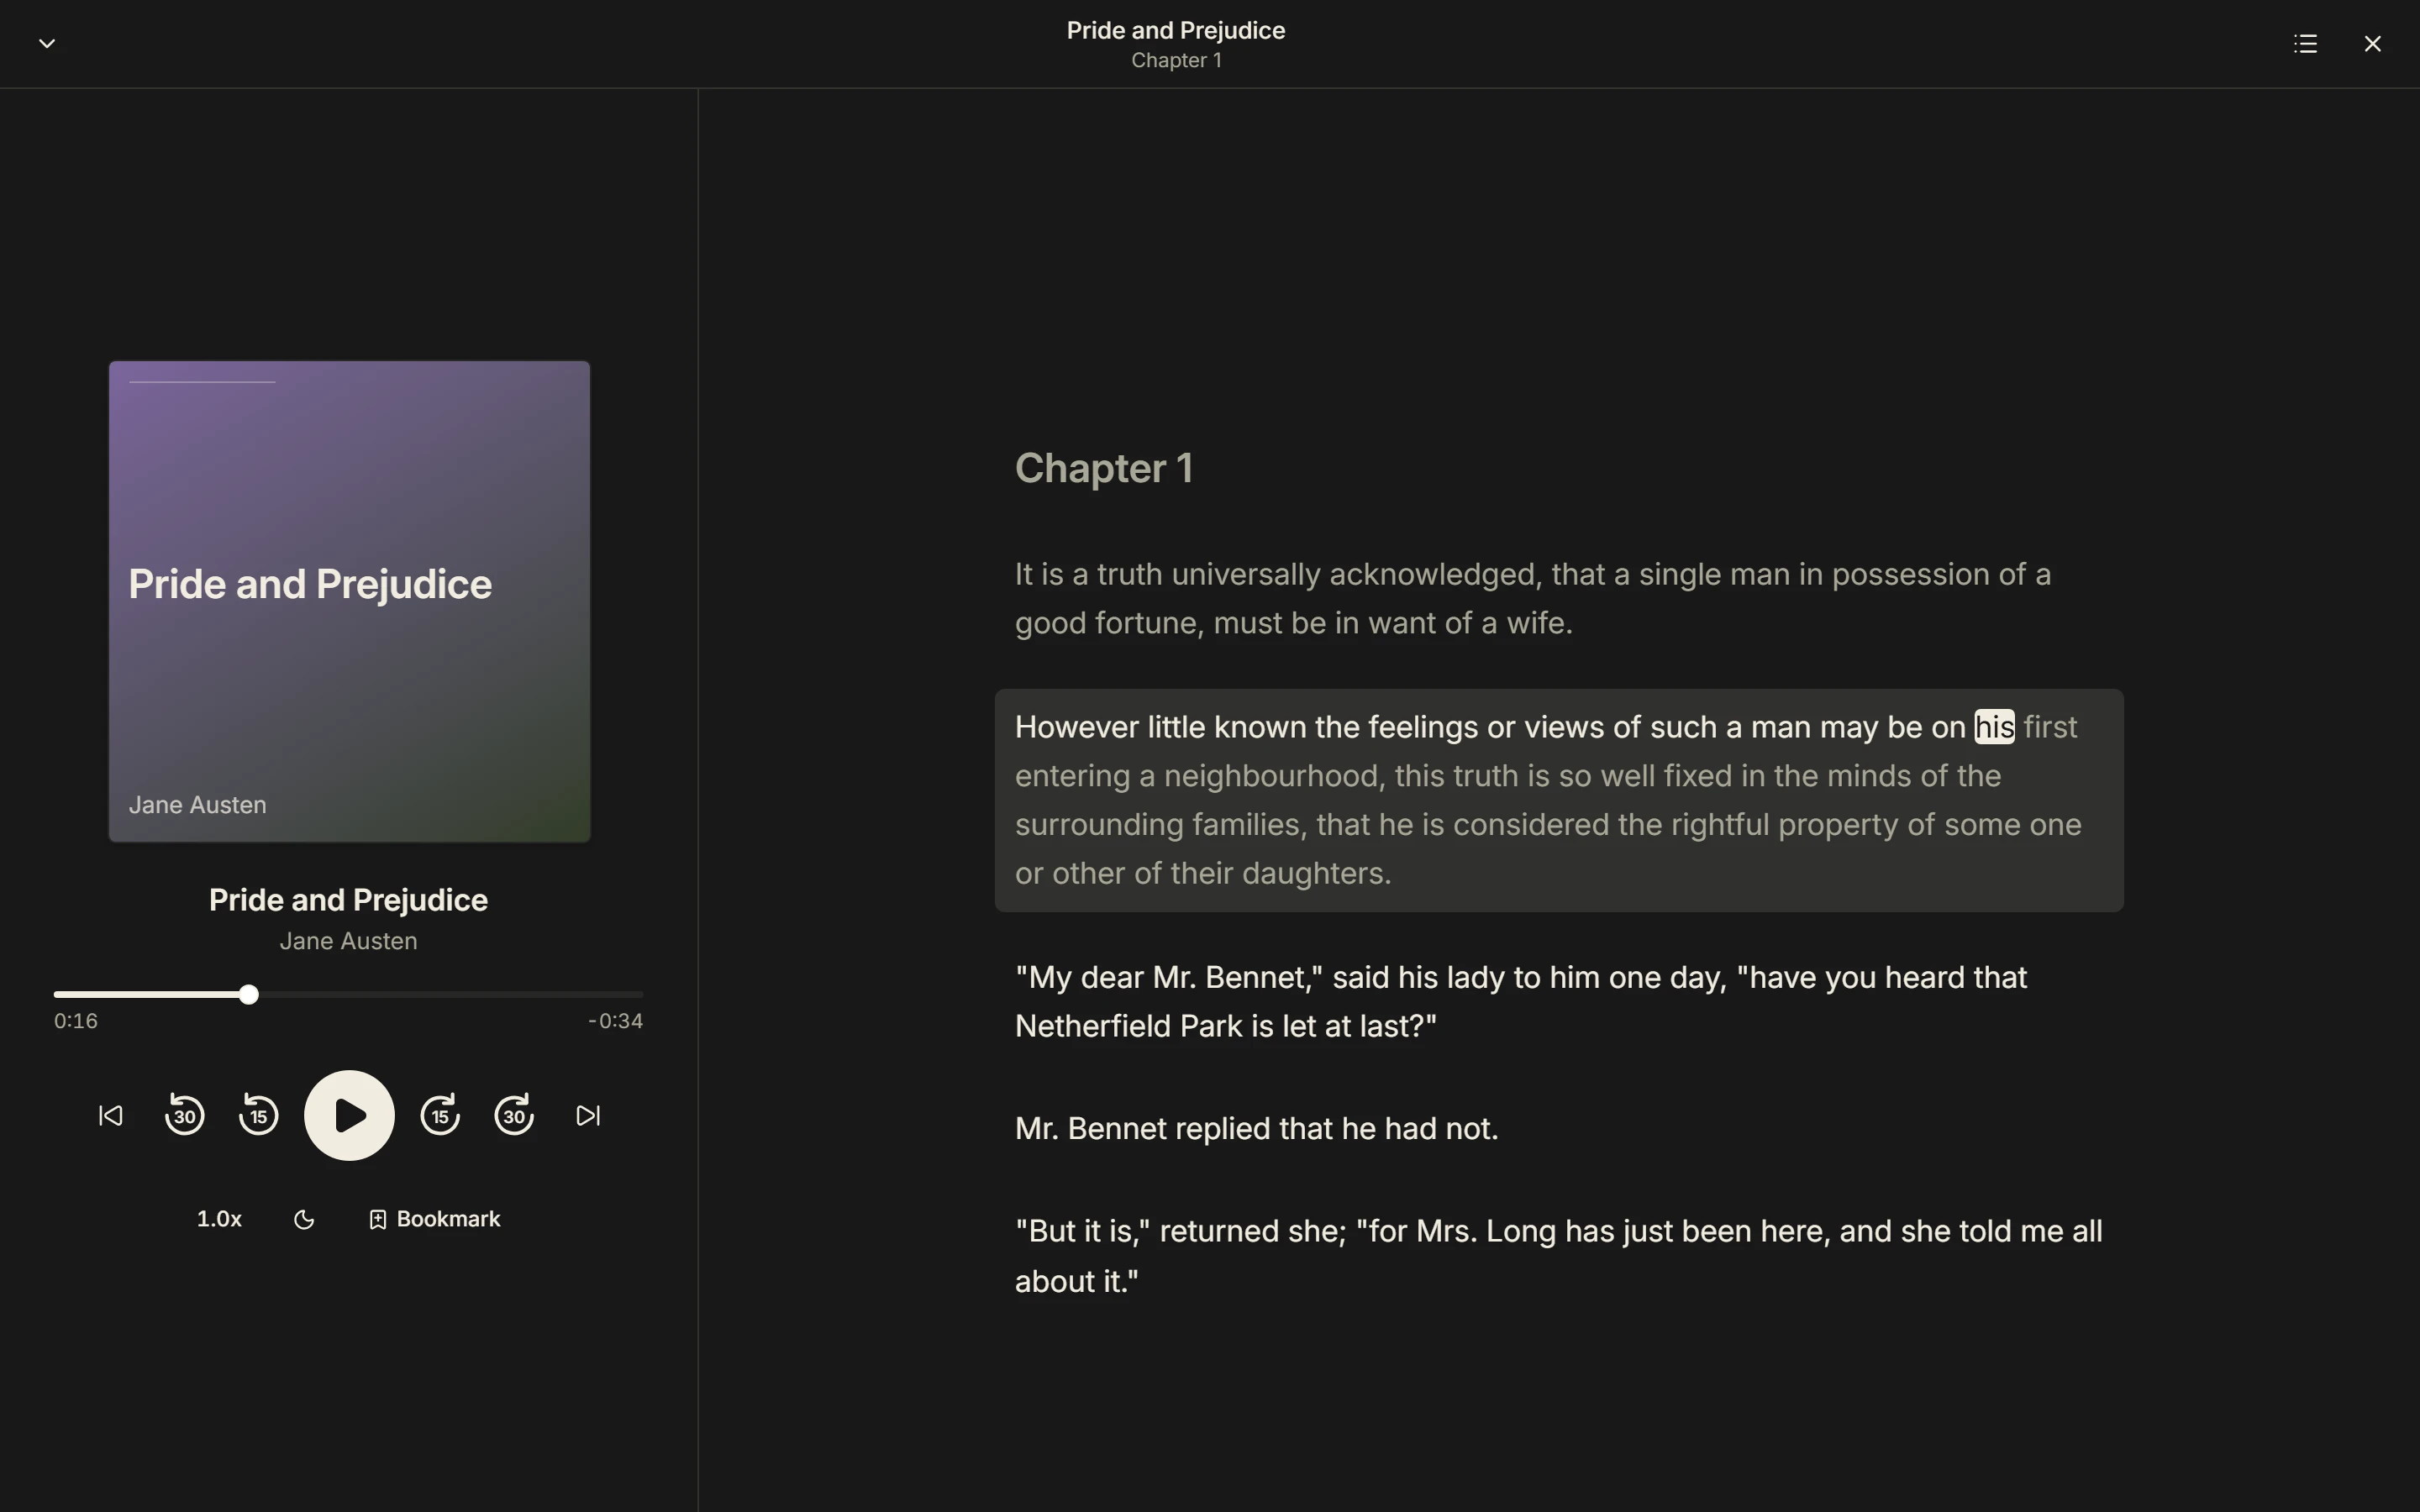 Pride and Prejudice
Chapter 1
Pride and Prejudice
Jane Austen
Pride and Prejudice
Jane Austen
0:16
-0:34
30
15
15
30
1.0x
Bookmark
Chapter 1
It is a truth universally acknowledged, that a single man in possession of a
good fortune, must be in want of a wife.
However little known the feelings or views of such a man may be on his first
entering a neighbourhood, this truth is so well fixed in the minds of the
surrounding families, that he is considered the rightful property of some one
or other of their daughters.
"My dear Mr. Bennet," said his lady to him one day, "have you heard that
Netherfield Park is let at last?"
Mr. Bennet replied that he had not.
"But it is," returned she; "for Mrs. Long has just been here, and she told me all
about it."